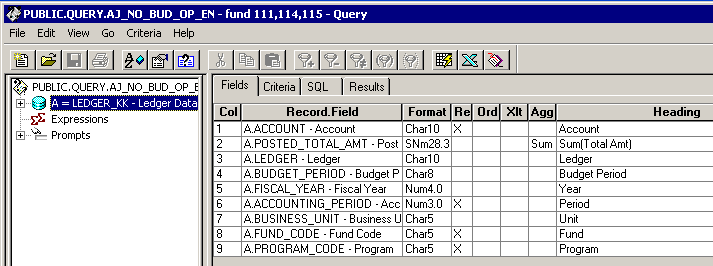 PUBLIC.QUERY.AJ_NO_BUD_OP_EN - fund 111,114,115 - Query
File Edit View Go Criteria Help
PUBLIC.QUERY.AJ_NO_BUD_OP_E
A = LEDGER_KK - Ledger Data
Expressions
Prompts
Fields Criteria SQL Results
Col Record.Field Format Re Ord Xlt Agg Heading
1 A.ACCOUNT - Account Char10 X Account
2 A.POSTED_TOTAL_AMT - Post SNm28.3 Sum Sum(Total Amt)
3 A.LEDGER - Ledger Char10 Ledger
4 A.BUDGET_PERIOD - Budget P Char8 Budget Period
5 A.FISCAL_YEAR - Fiscal Year Num4.0 Year
6 A.ACCOUNTING_PERIOD - Acc Num3.0 X Period
7 A.BUSINESS_UNIT - Business U Char5 Unit
8 A.FUND_CODE - Fund Code Char5 X Fund
9 A.PROGRAM_CODE - Program Char5 X Program